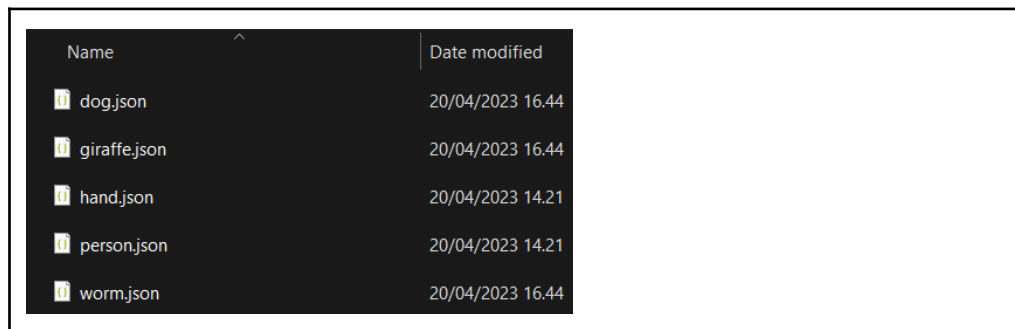 Name Date modified
dog.json 20/04/2023 16.44
giraffe.json 20/04/2023 16.44
hand.json 20/04/2023 14.21
person.json 20/04/2023 14.21
worm.json 20/04/2023 16.44